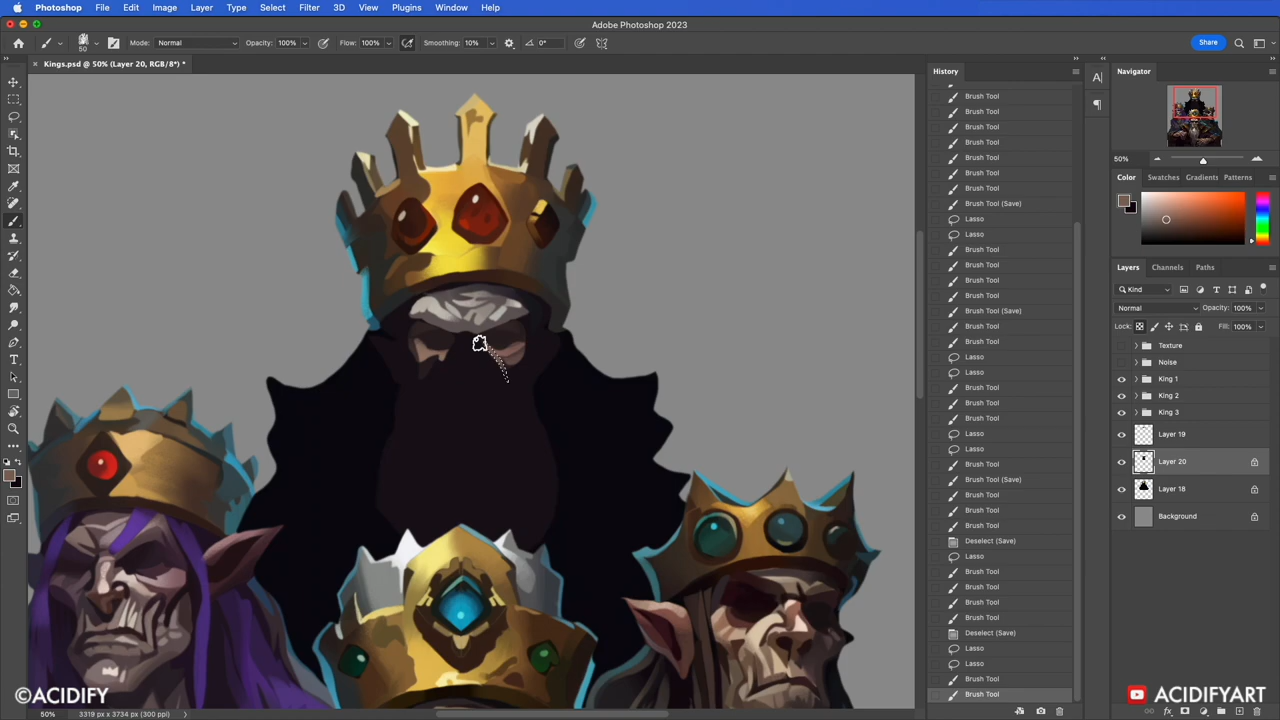 Photoshop File Edit Image Layer Type Select Filter 3D View Plugins Window Help
Adobe Photoshop 2023
50 Mode: Normal Opacity: 100% Flow: 100% Smoothing: 10% 0° Share
Kings.psd @ 50% (Layer 20, RGB/8*) *
History
Brush Tool
Brush Tool
Brush Tool
Brush Tool
Brush Tool
Brush Tool
Brush Tool
Brush Tool (Save)
Lasso
Lasso
Brush Tool
Brush Tool
Brush Tool
Brush Tool
Brush Tool (Save)
Brush Tool
Brush Tool
Lasso
Lasso
Brush Tool
Brush Tool
Brush Tool
Lasso
Lasso
Brush Tool
Brush Tool (Save)
Brush Tool
Brush Tool
Brush Tool
Deselect (Save)
Lasso
Brush Tool
Brush Tool
Brush Tool
Brush Tool
Deselect (Save)
Lasso
Lasso
Brush Tool
Brush Tool
Navigator
50%
Color Swatches Gradients Patterns
Layers Channels Paths
Kind
Normal Opacity: 100%
Lock: Fill: 100%
Texture
Noise
King 1
King 2
King 3
Layer 19
Layer 20
Layer 18
Background
©ACIDIFY
ACIDIFYART
50% 3319 px x 3734 px (300 ppi)